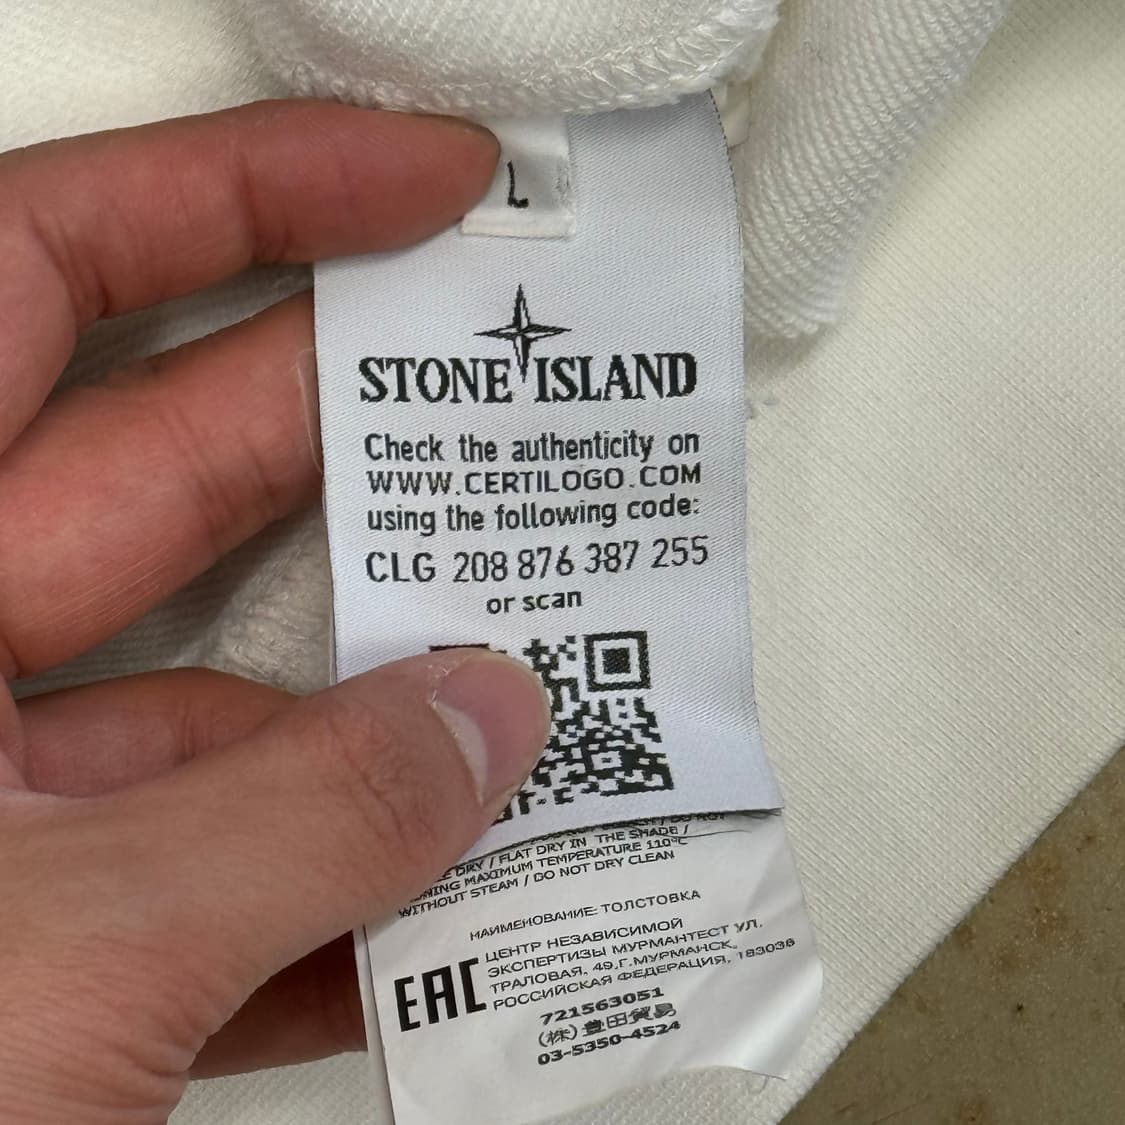 L
STONE ISLAND
Check the authenticity on
WWW.CERTILOGO.COM
using the following code:
CLG 208 876 387 255
or scan
DRY / FLAT DRY IN THE SHADE /
MAXIMUM TEMPERATURE 110°C
WITHOUT STEAM / DO NOT DRY CLEAN
НАИМЕНОВАНИЕ: ТОЛСТОВКА
ЦЕНТР НЕЗАВИСИМОЙ
ЭКСПЕРТИЗЫ МУРМАНТЕСТ УЛ.
ТРАЛОВАЯ, 49,Г.МУРМАНСК,
РОССИЙСКАЯ ФЕДЕРАЦИЯ, 183038
EAC
721563051
(株)豊田貿易
03-5350-4524